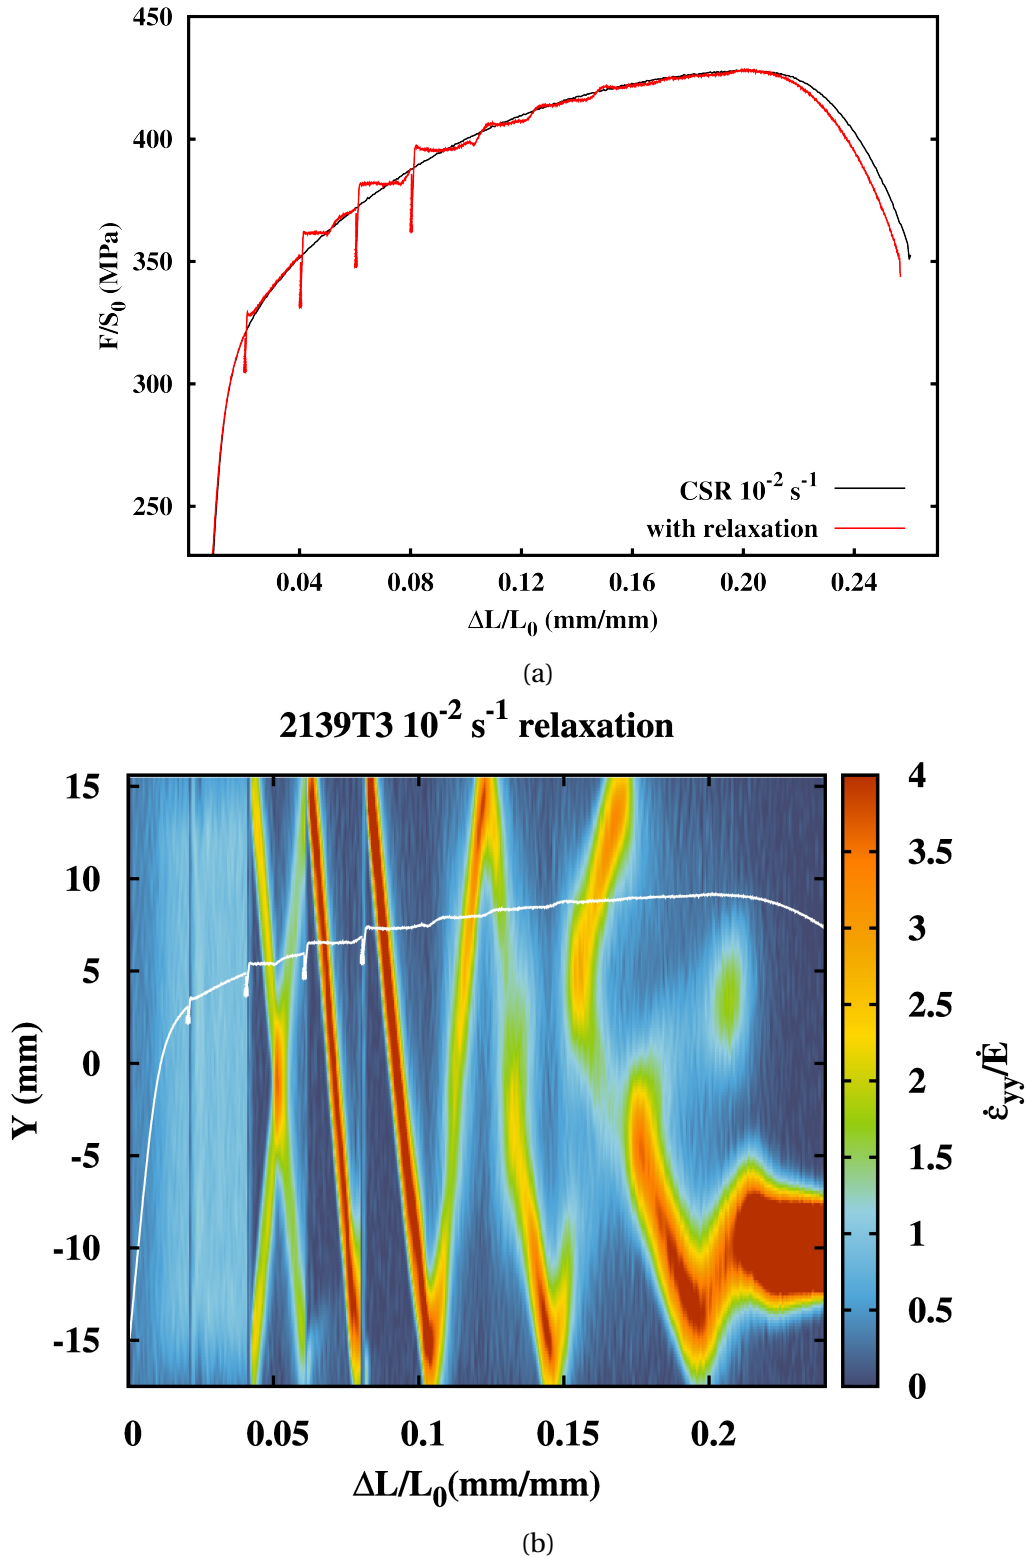 450
400
350
300
250
F/S₀ (MPa)
CSR 10⁻² s⁻¹
with relaxation
0.04 0.08 0.12 0.16 0.20 0.24
ΔL/L₀ (mm/mm)
(a)
2139T3 10⁻² s⁻¹ relaxation
15
10
5
0
-5
-10
-15
Y (mm)
4
3.5
3
2.5
2
1.5
1
0.5
0
ε̇yy/Ė
0 0.05 0.1 0.15 0.2
ΔL/L₀(mm/mm)
(b)